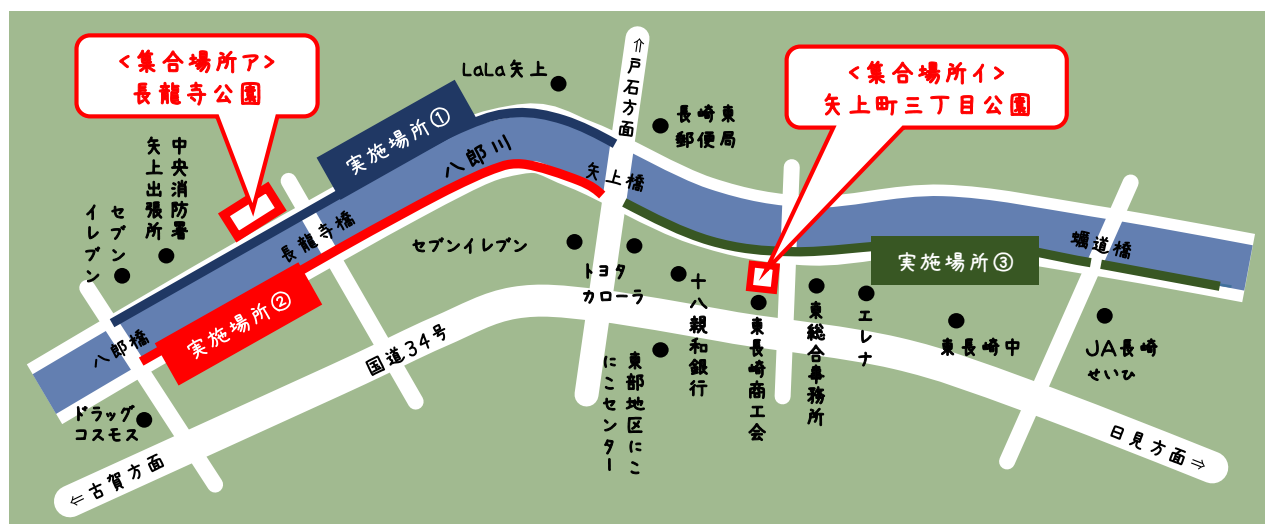 <集合場所ア>
長龍寺公園
<集合場所イ>
矢上町三丁目公園
⇧戸石方面
LaLa矢上
長崎東
郵便局
実施場所①
中央消防署
矢上出張所
セブン
イレブン
八郎川
矢上橋
長龍寺橋
セブンイレブン
トヨタ
カローラ
蠣道橋
実施場所③
実施場所②
八郎橋
国道34号
十八親和銀行
東長崎商工会
東総合事務所
エレナ
東長崎中
JA長崎
せいひ
東部地区にこ
にこセンター
ドラッグ
コスモス
⇦古賀方面
日見方面⇨